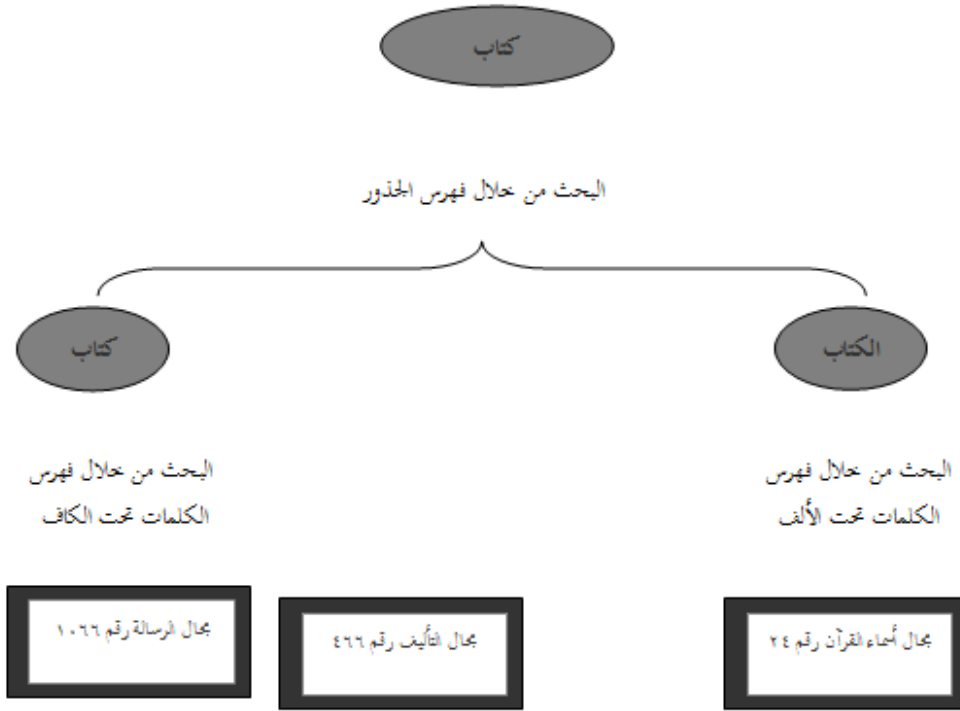 كتاب
البحث من خلال فهرس الجذور
الكتاب
كتاب
البحث من خلال فهرس
الكلمات تحت الألف
البحث من خلال فهرس
الكلمات تحت الكاف
مجال أسماء القرآن رقم ٢٤
مجال التأليف رقم ٤٦٦
مجال الرسالة رقم ١٠٦٦